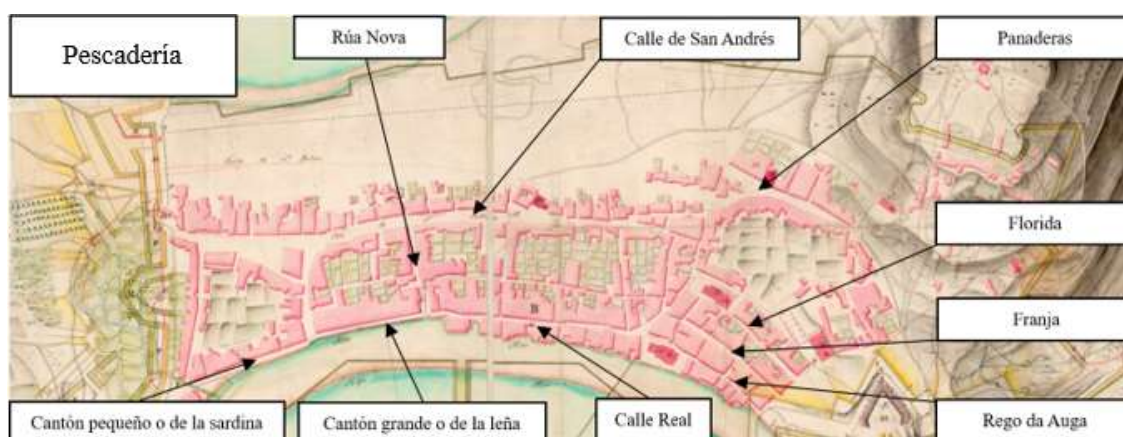 Pescadería
Rúa Nova
Calle de San Andrés
Panaderas
Florida
Franja
Rego da Auga
Calle Real
Cantón grande o de la leña
Cantón pequeño o de la sardina
B